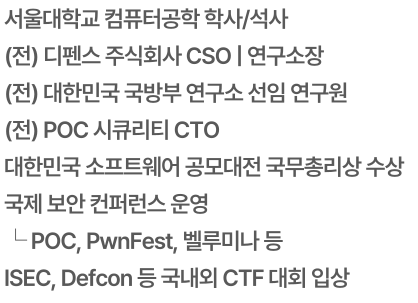 서울대학교 컴퓨터공학 학사/석사
(전) 디펜스 주식회사 CSO | 연구소장
(전) 대한민국 국방부 연구소 선임 연구원
(전) POC 시큐리티 CTO
대한민국 소프트웨어 공모대전 국무총리상 수상
국제 보안 컨퍼런스 운영
└ POC, PwnFest, 벨루미나 등
ISEC, Defcon 등 국내외 CTF 대회 입상